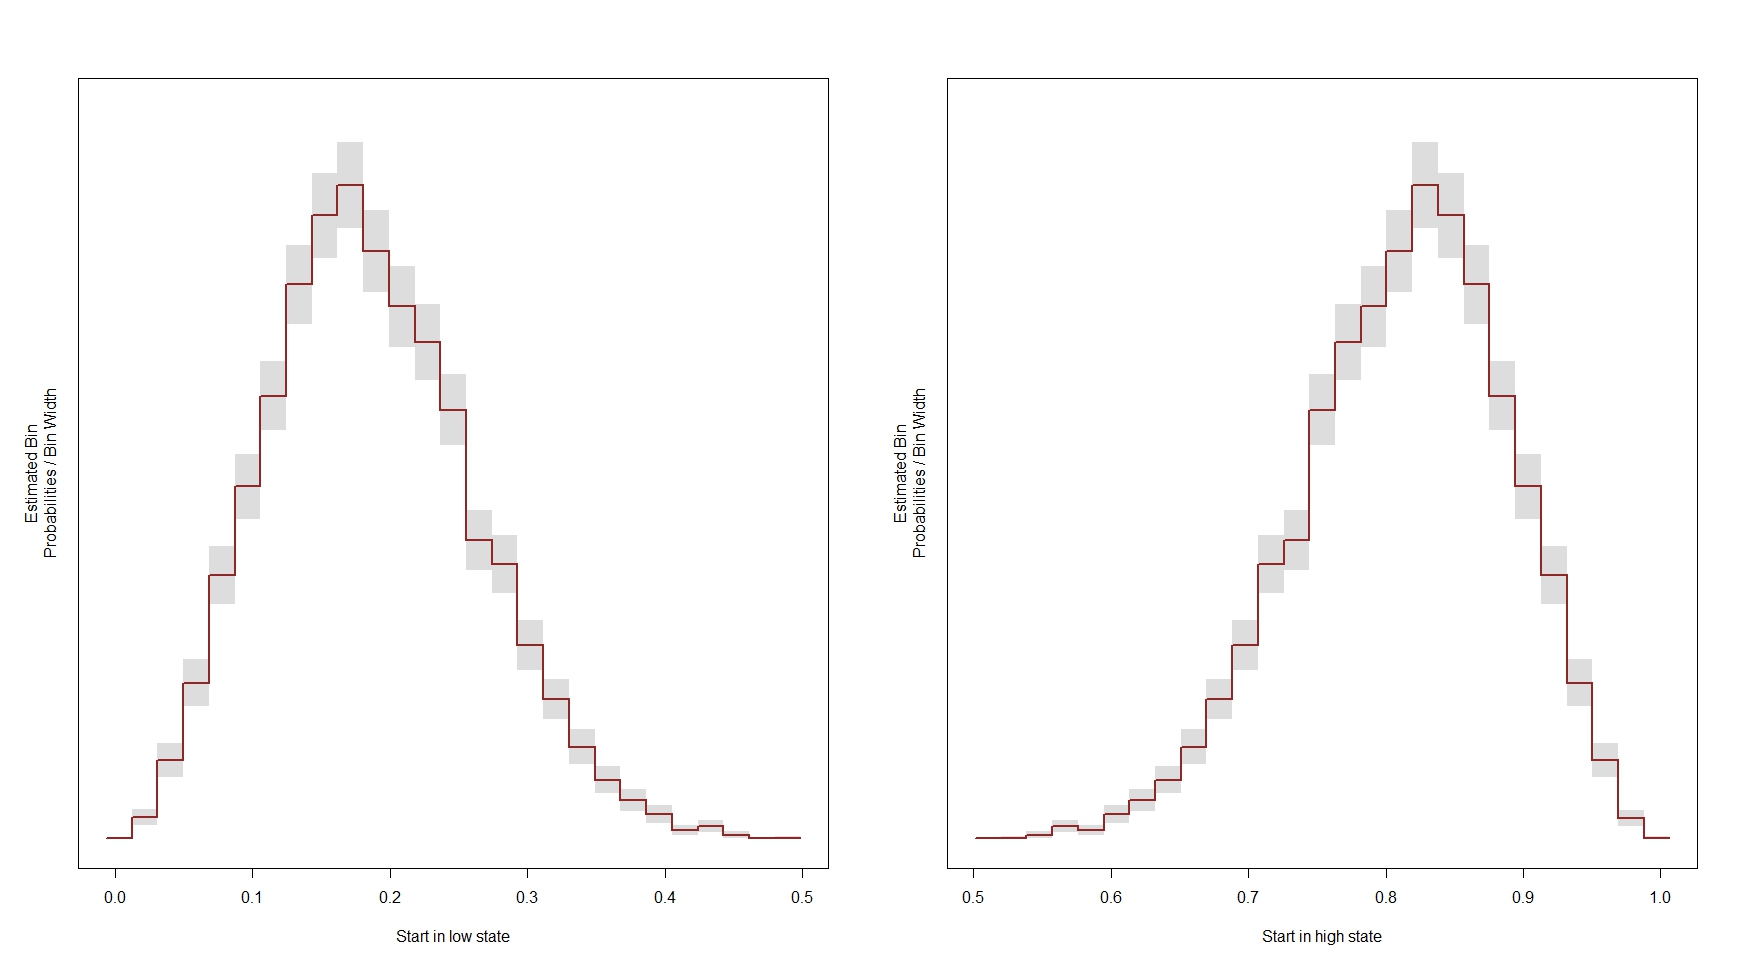 Estimated Bin
Probabilities / Bin Width
0.0 0.1 0.2 0.3 0.4 0.5
Start in low state
Estimated Bin
Probabilities / Bin Width
0.5 0.6 0.7 0.8 0.9 1.0
Start in high state